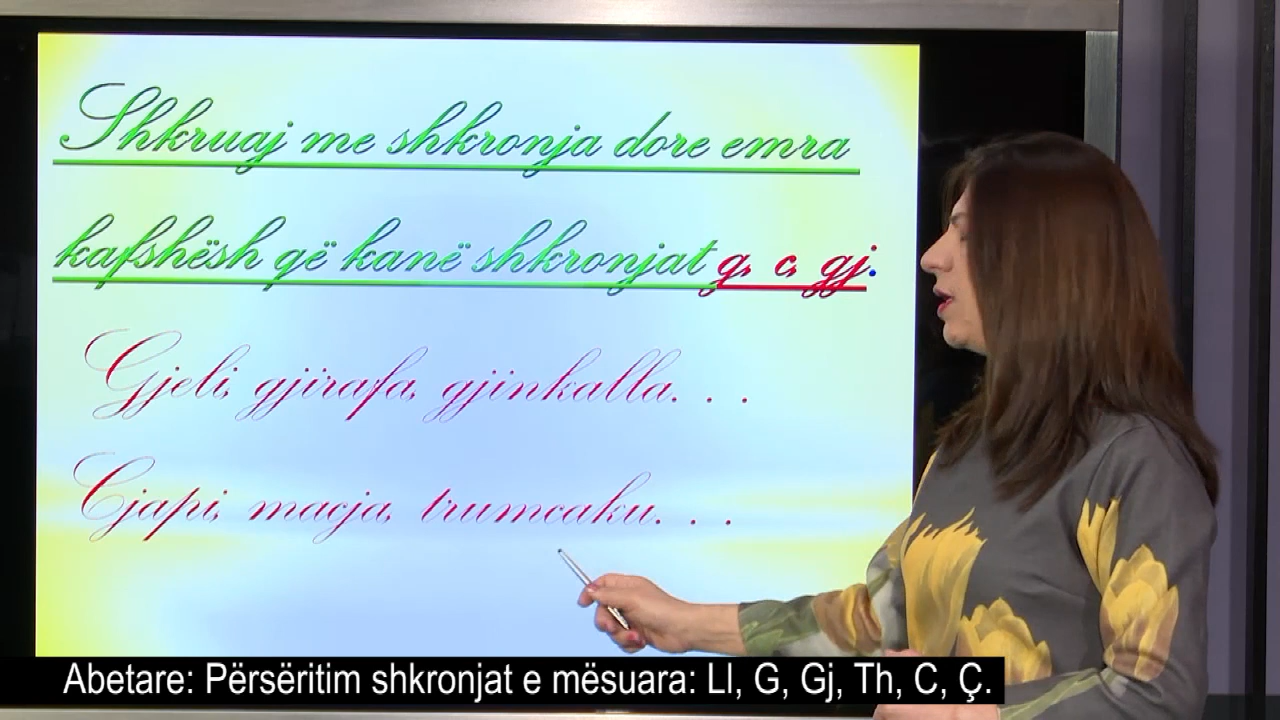 Shkruaj me shkronja dore emra
kafshësh që kanë shkronjat g, c, gj.
Gjeli, gjirafa, gjinkalla. . .
Cjapi, macja, trumcaku. . .
Abetare: Përsëritim shkronjat e mësuara: Ll, G, Gj, Th, C, Ç.